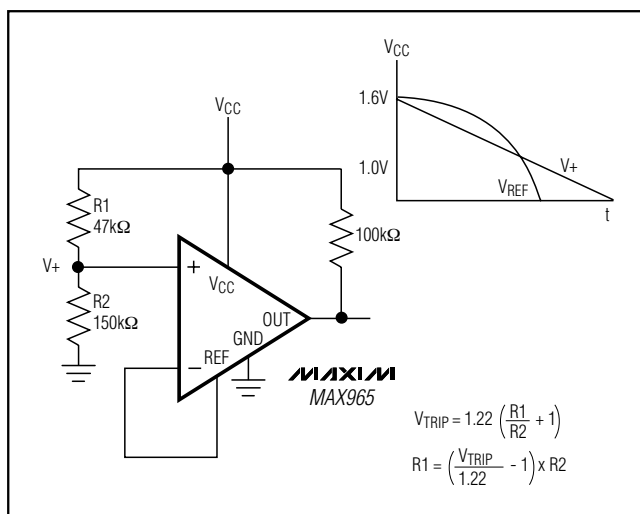 VCC
R1
47kΩ
V+
R2
150kΩ
+
VCC
OUT
GND
−
REF
100kΩ
MAXIM
MAX965
VCC
1.6V
1.0V
V+
VREF
t
VTRIP = 1.22 (R1/R2 + 1)
R1 = (VTRIP/1.22 - 1) x R2